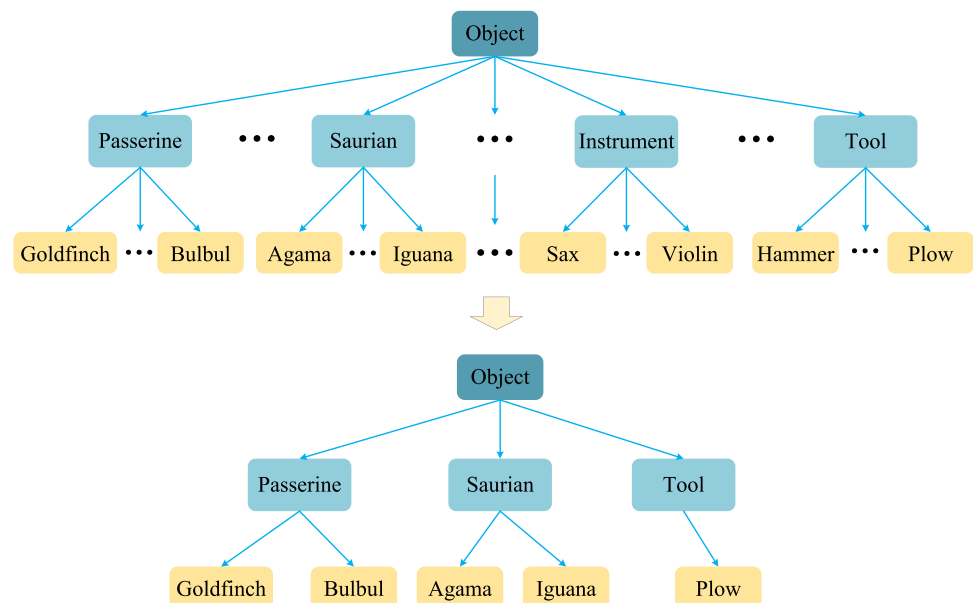 Object
Passerine ••• Saurian ••• Instrument ••• Tool
Goldfinch ••• Bulbul Agama ••• Iguana ••• Sax ••• Violin Hammer ••• Plow
Object
Passerine Saurian Tool
Goldfinch Bulbul Agama Iguana Plow